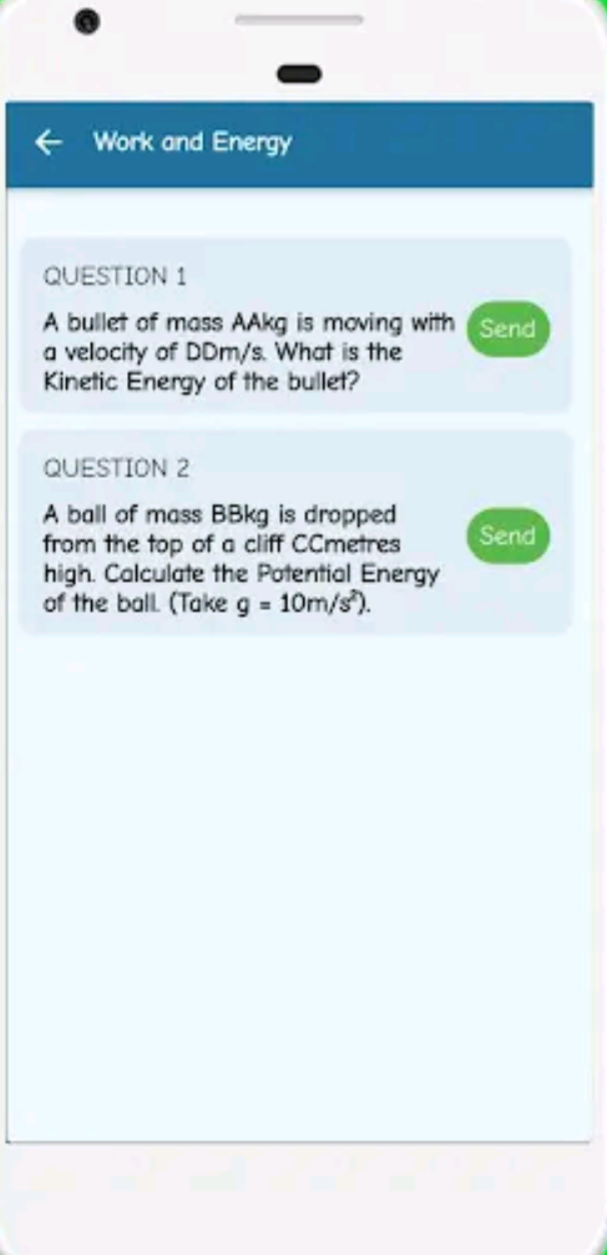 Work and Energy
QUESTION 1
A bullet of mass AAkg is moving with
a velocity of DDm/s. What is the
Kinetic Energy of the bullet?
Send
QUESTION 2
A ball of mass BBkg is dropped
from the top of a cliff CCmetres
high. Calculate the Potential Energy
of the ball. (Take g = 10m/s²).
Send